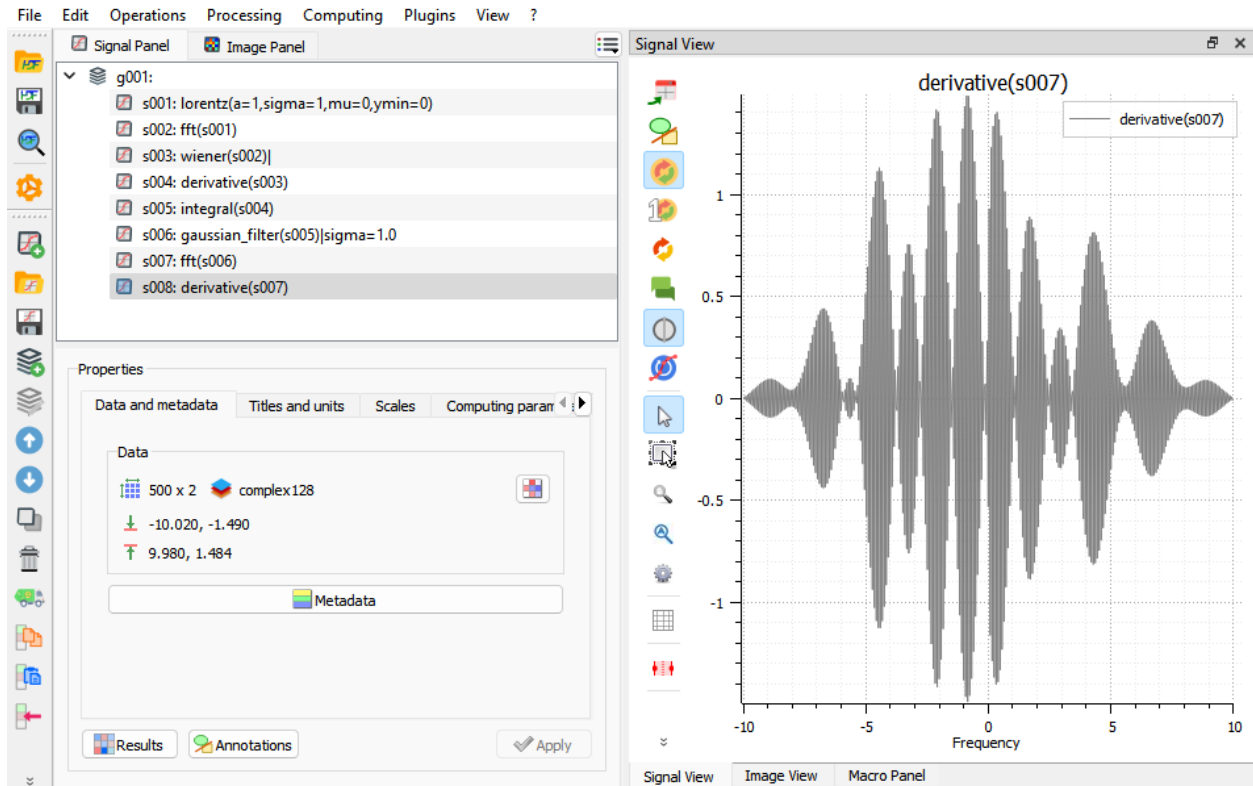 File Edit Operations Processing Computing Plugins View ?
Signal Panel Image Panel
g001:
s001: lorentz(a=1,sigma=1,mu=0,ymin=0)
s002: fft(s001)
s003: wiener(s002)|
s004: derivative(s003)
s005: integral(s004)
s006: gaussian_filter(s005)|sigma=1.0
s007: fft(s006)
s008: derivative(s007)
Properties
Data and metadata Titles and units Scales Computing param
Data
500 x 2 complex128
-10.020, -1.490
9.980, 1.484
Metadata
Results Annotations Apply
Signal View
derivative(s007)
derivative(s007)
1
0.5
0
-0.5
-1
-10 -5 0 5 10
Frequency
Signal View Image View Macro Panel